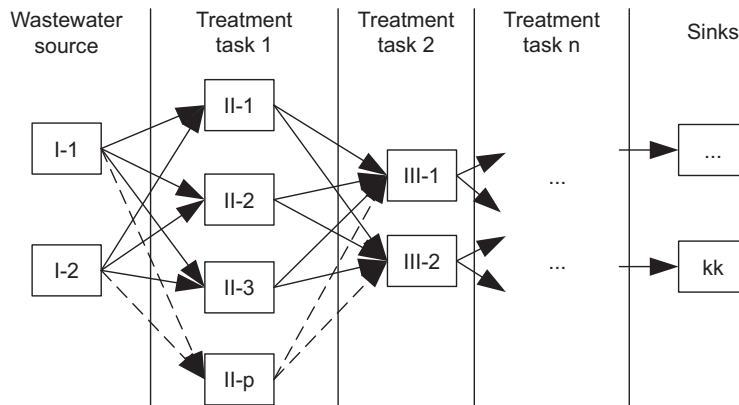 Wastewater
source
Treatment
task 1
Treatment
task 2
Treatment
task n
Sinks
I-1
I-2
II-1
II-2
II-3
II-p
III-1
III-2
...
...
...
kk